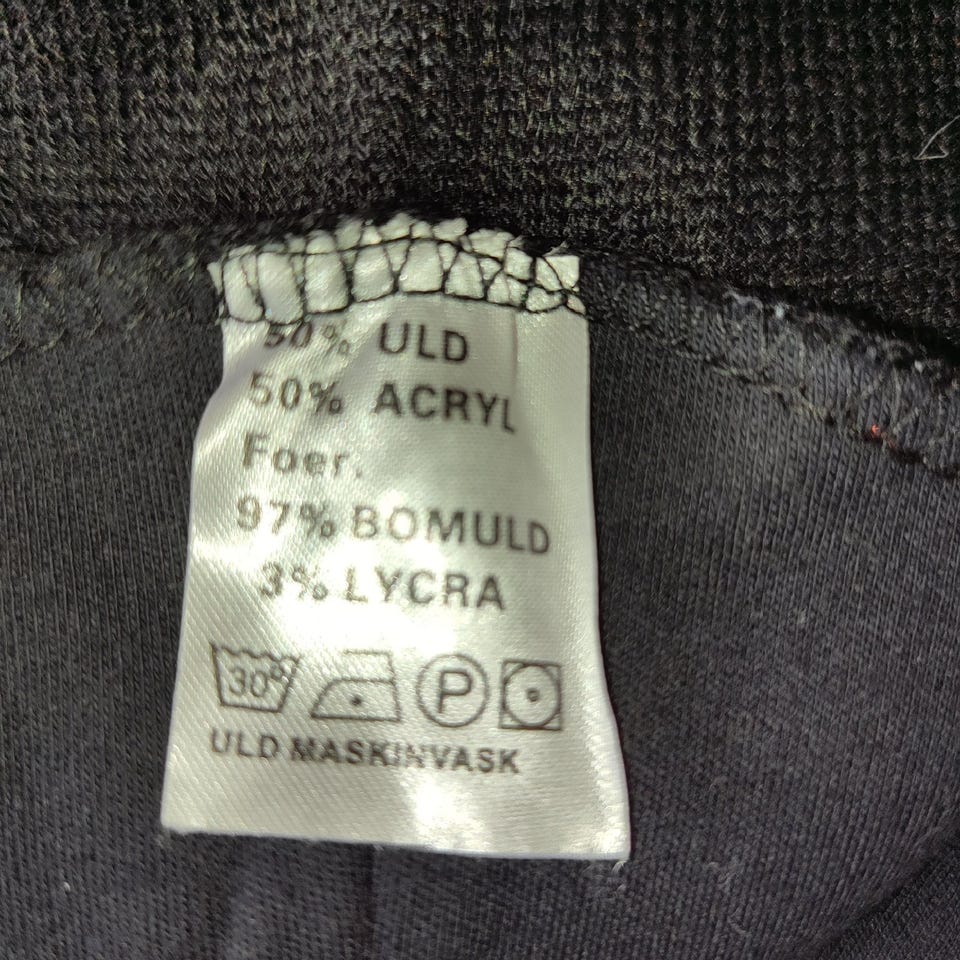 50% ULD
50% ACRYL
Foer.
97% BOMULD
3% LYCRA
30° P
ULD MASKINVASK